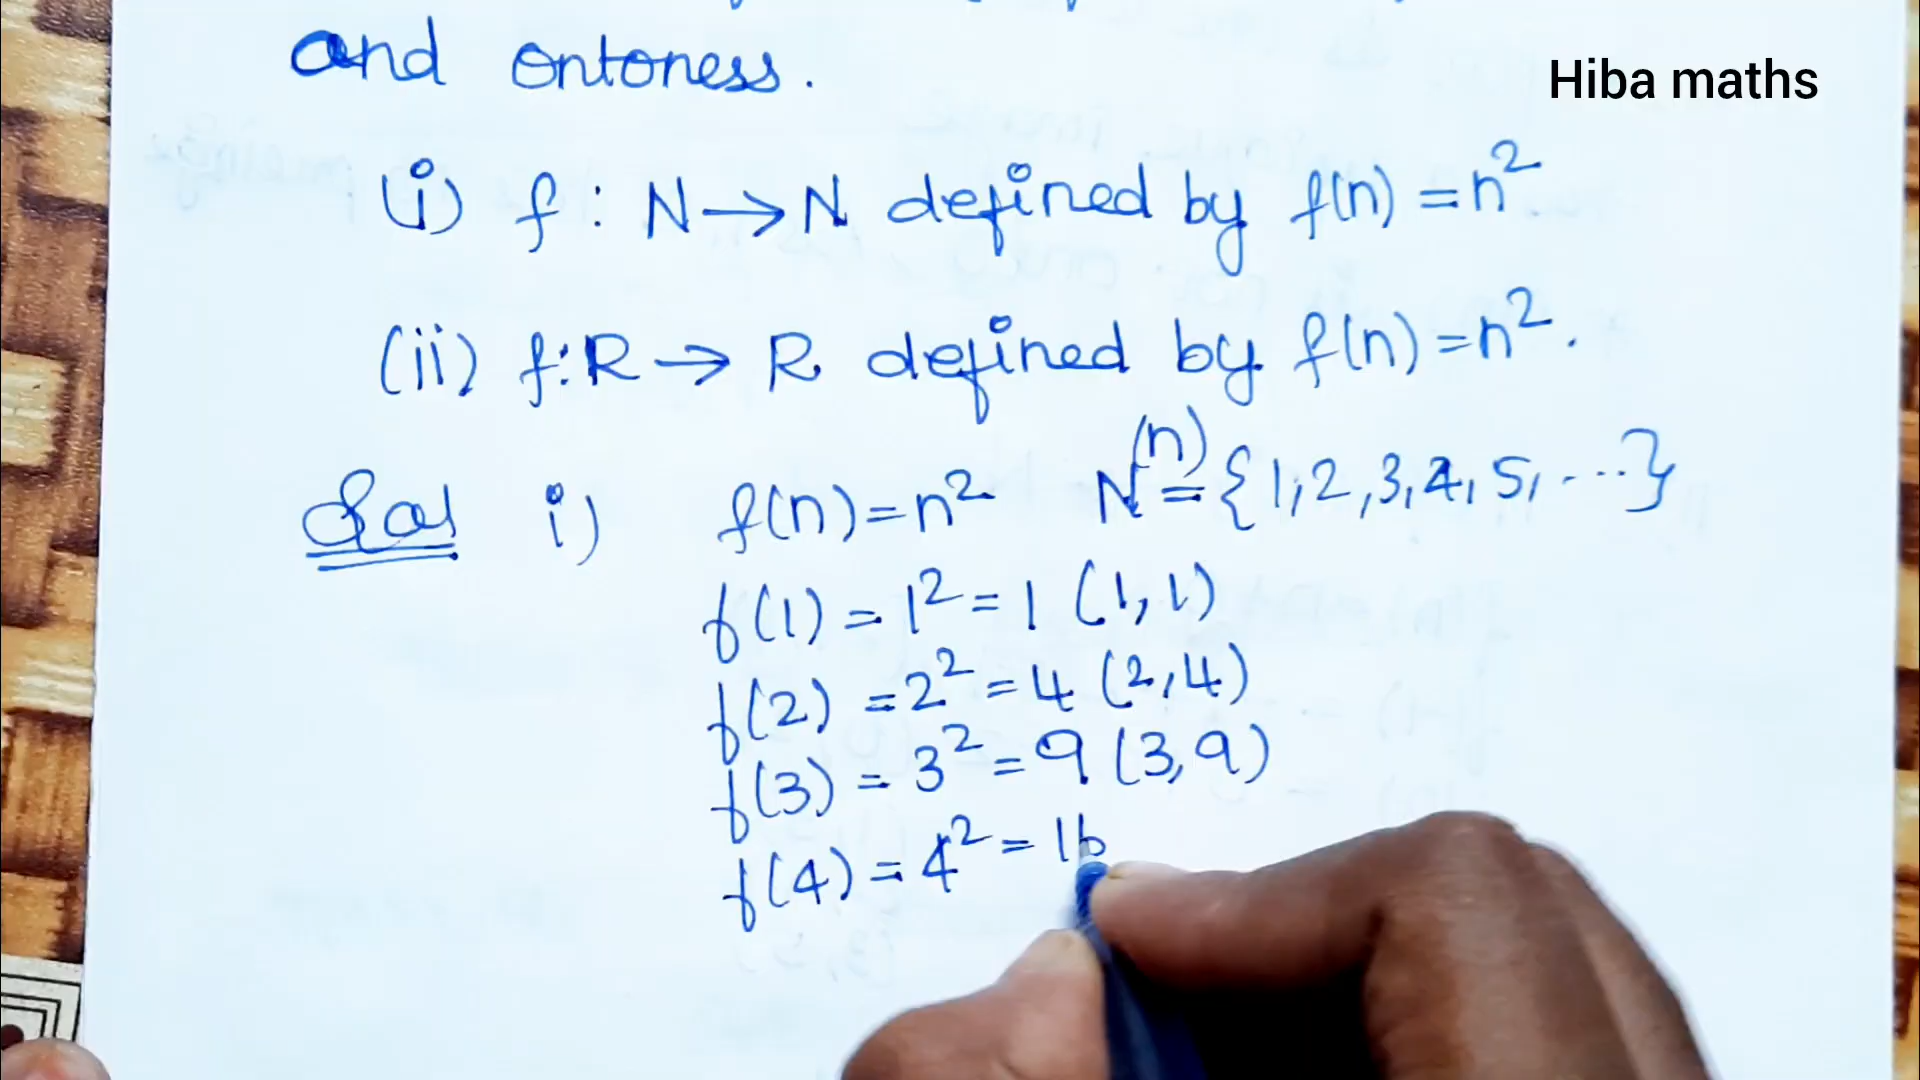 and ontoness.
Hiba maths
(i) f : N → N defined by f(n) = n²
(ii) f: R → R defined by f(n) = n².
Sol i) f(n) = n² N(n) = {1, 2, 3, 4, 5, ...}
f(1) = 1² = 1 (1, 1)
f(2) = 2² = 4 (2, 4)
f(3) = 3² = 9 (3, 9)
f(4) = 4² = 16